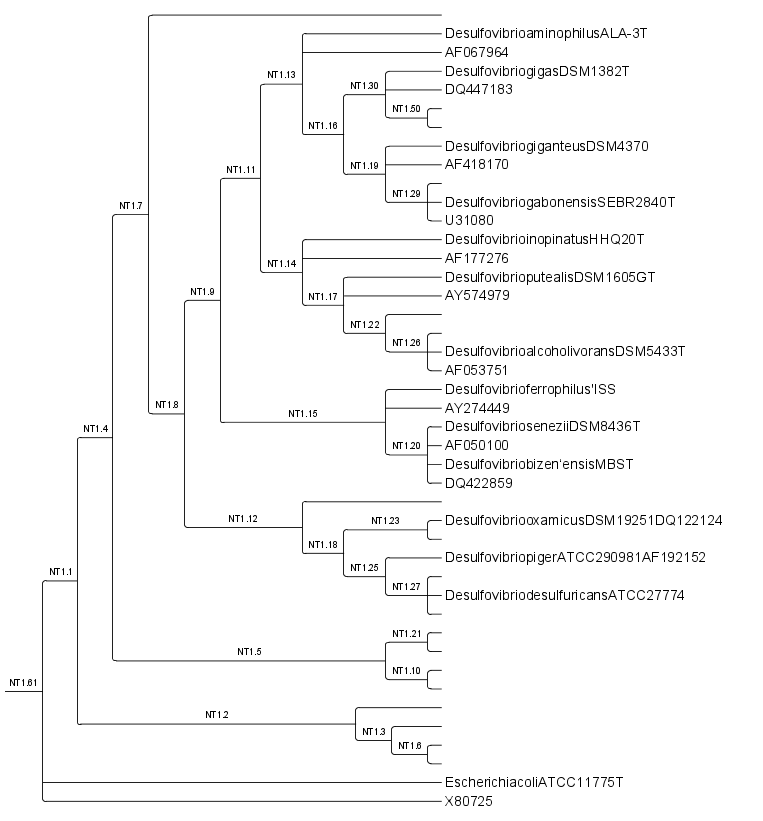 DesulfovibrioaminophilusALA-3T
AF067964
NT1.13
DesulfovibriogigasDSM1382T
NT1.30
DQ447183
NT1.50
NT1.16
DesulfovibriogiganteusDSM4370
NT1.19
AF418170
NT1.11
NT1.29
DesulfovibriogabonensisSEBR2840T
NT1.7
U31080
DesulfovibrioinopinatusHHQ20T
AF177276
NT1.14
DesulfovibrioputealisDSM1605GT
NT1.9
AY574979
NT1.17
NT1.22
NT1.26
DesulfovibrioalcoholivoransDSM5433T
AF053751
Desulfovibrioferrophilus'ISS
NT1.8
AY274449
NT1.15
DesulfovibrioseneziiDSM8436T
NT1.4
AF050100
NT1.20
Desulfovibriobizen'ensisMBST
DQ422859
NT1.12
NT1.23
DesulfovibriooxamicusDSM19251DQ122124
NT1.18
DesulfovibriopigerATCC290981AF192152
NT1.1
NT1.25
NT1.27
DesulfovibriodesulfuricansATCC27774
NT1.21
NT1.5
NT1.10
NT1.61
NT1.2
NT1.3
NT1.6
EscherichiacoliATCC11775T
X80725